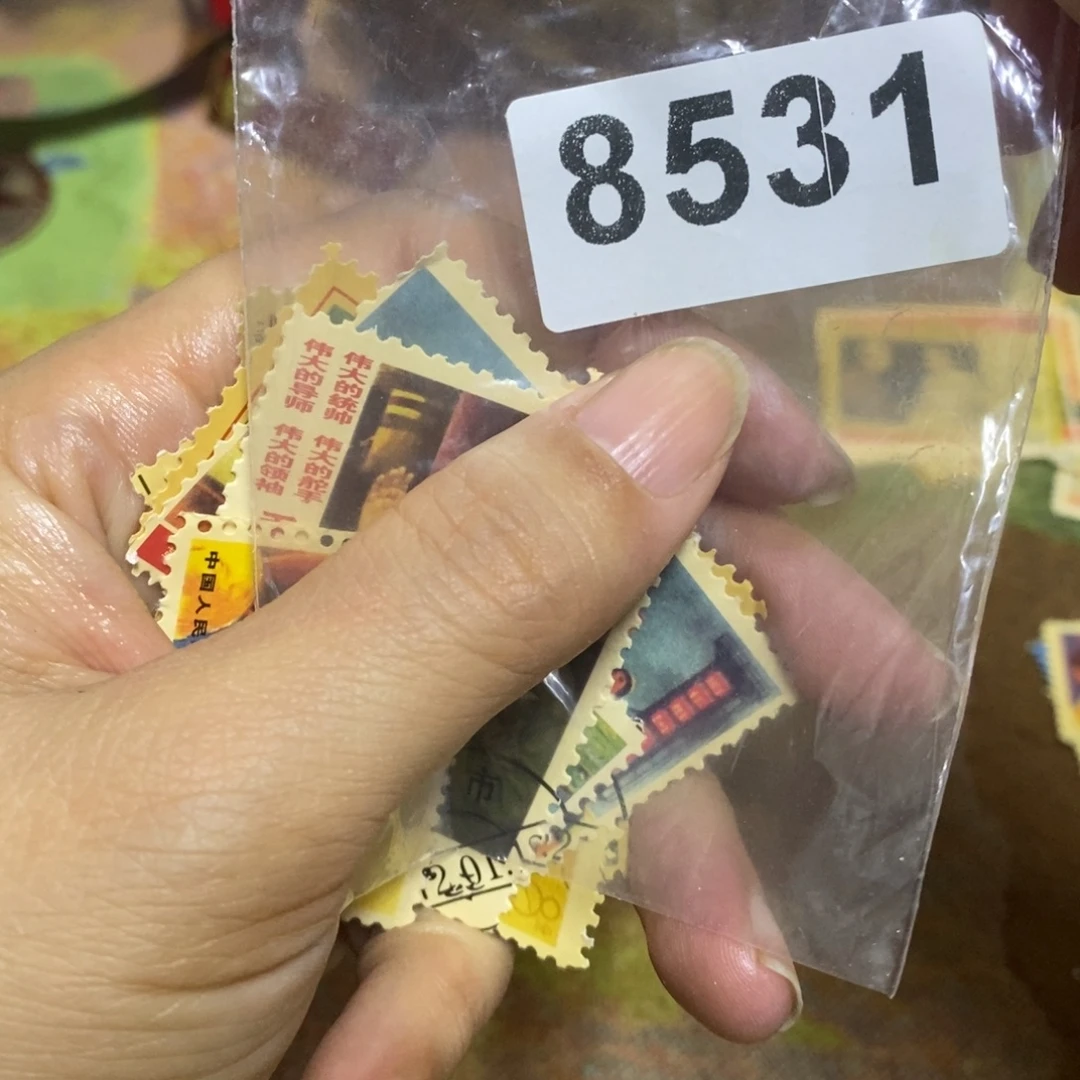 8531
伟大的导师 伟大的领袖
伟大的统帅 伟大的舵手
中国人民
市